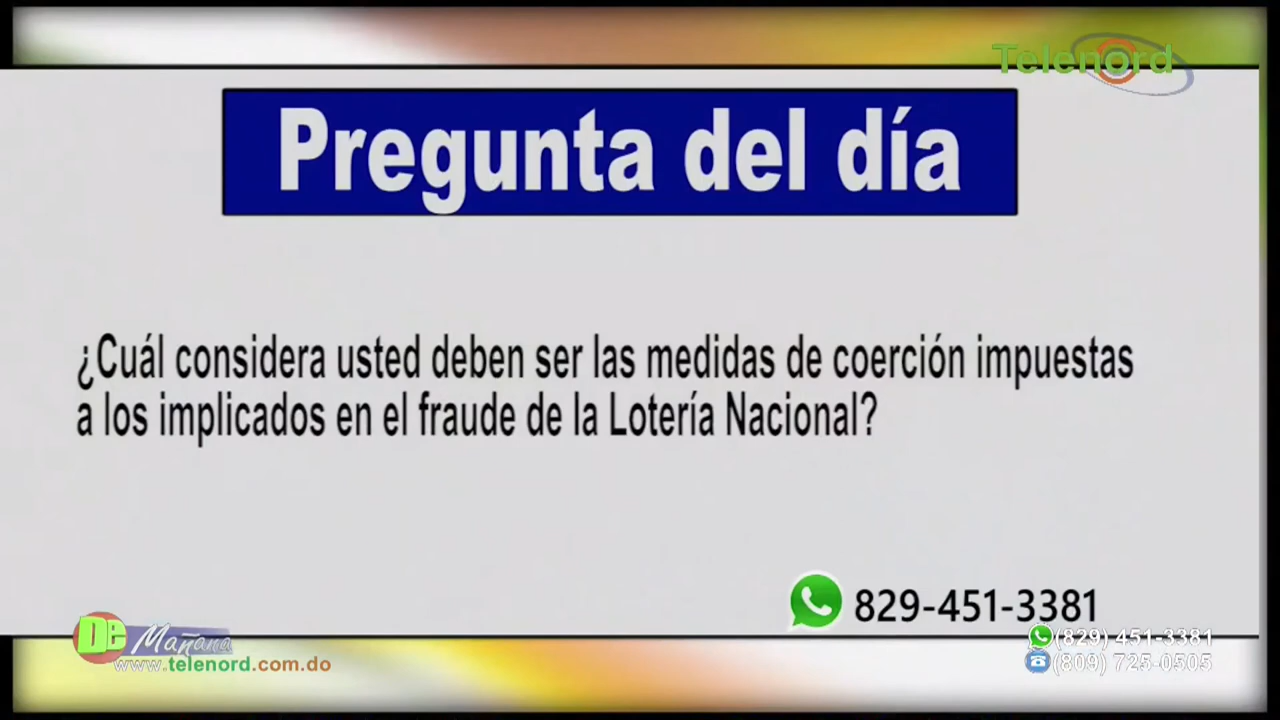 Telenord
Pregunta del día
¿Cuál considera usted deben ser las medidas de coerción impuestas
a los implicados en el fraude de la Lotería Nacional?
829-451-3381
De Mañana
www.telenord.com.do
(829) 451-3381
(809) 725-0505